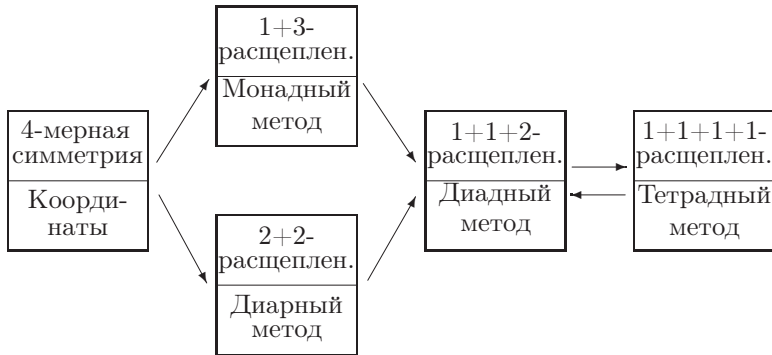 4-мерная
симметрия
Коорди-
наты
1+3-
расщеплен.
Монадный
метод
2+2-
расщеплен.
Диарный
метод
1+1+2-
расщеплен.
Диадный
метод
1+1+1+1-
расщеплен.
Тетрадный
метод